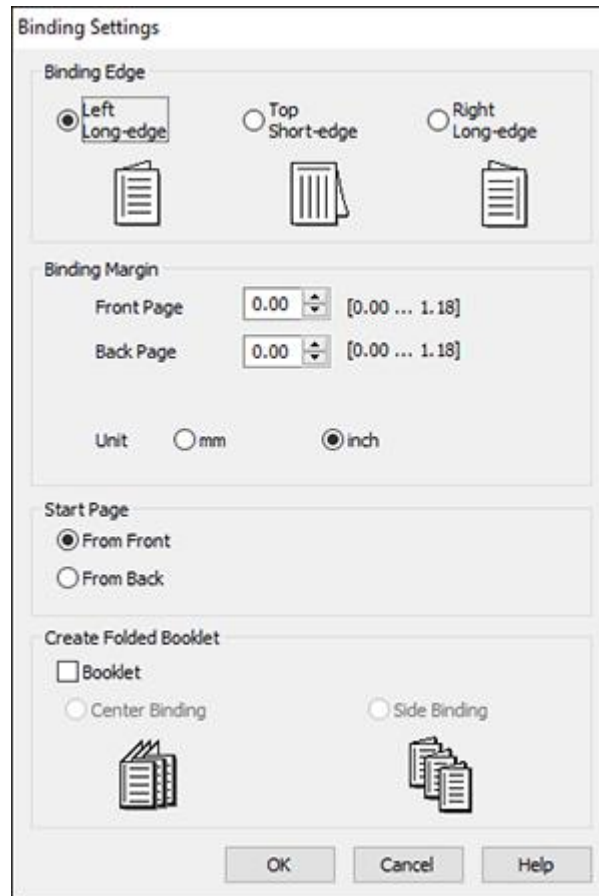 Binding Settings
Binding Edge
Left
Long-edge
Top
Short-edge
Right
Long-edge
Binding Margin
Front Page 0.00 [0.00 ... 1.18]
Back Page 0.00 [0.00 ... 1.18]
Unit mm inch
Start Page
From Front
From Back
Create Folded Booklet
Booklet
Center Binding Side Binding
OK Cancel Help